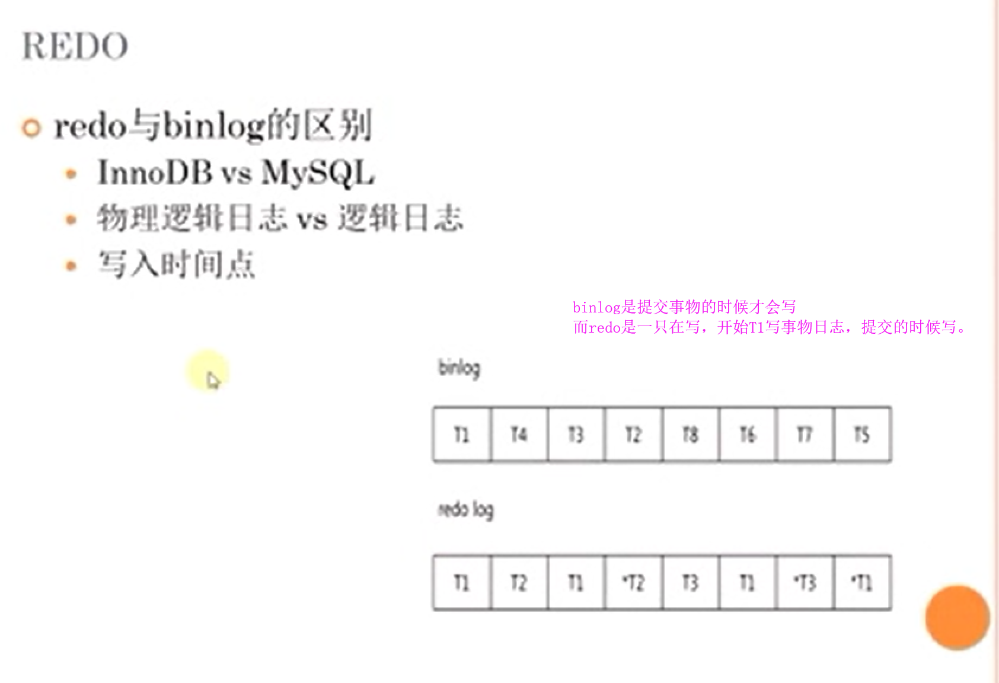 REDO
redo与binlog的区别
InnoDB vs MySQL
物理逻辑日志 vs 逻辑日志
写入时间点
binlog是提交事物的时候才会写
而redo是一只在写，开始T1写事物日志，提交的时候写。
binlog
T1 T4 T3 T2 T8 T6 T7 T5
redo log
T1 T2 T1 *T2 T3 T1 *T3 *T1